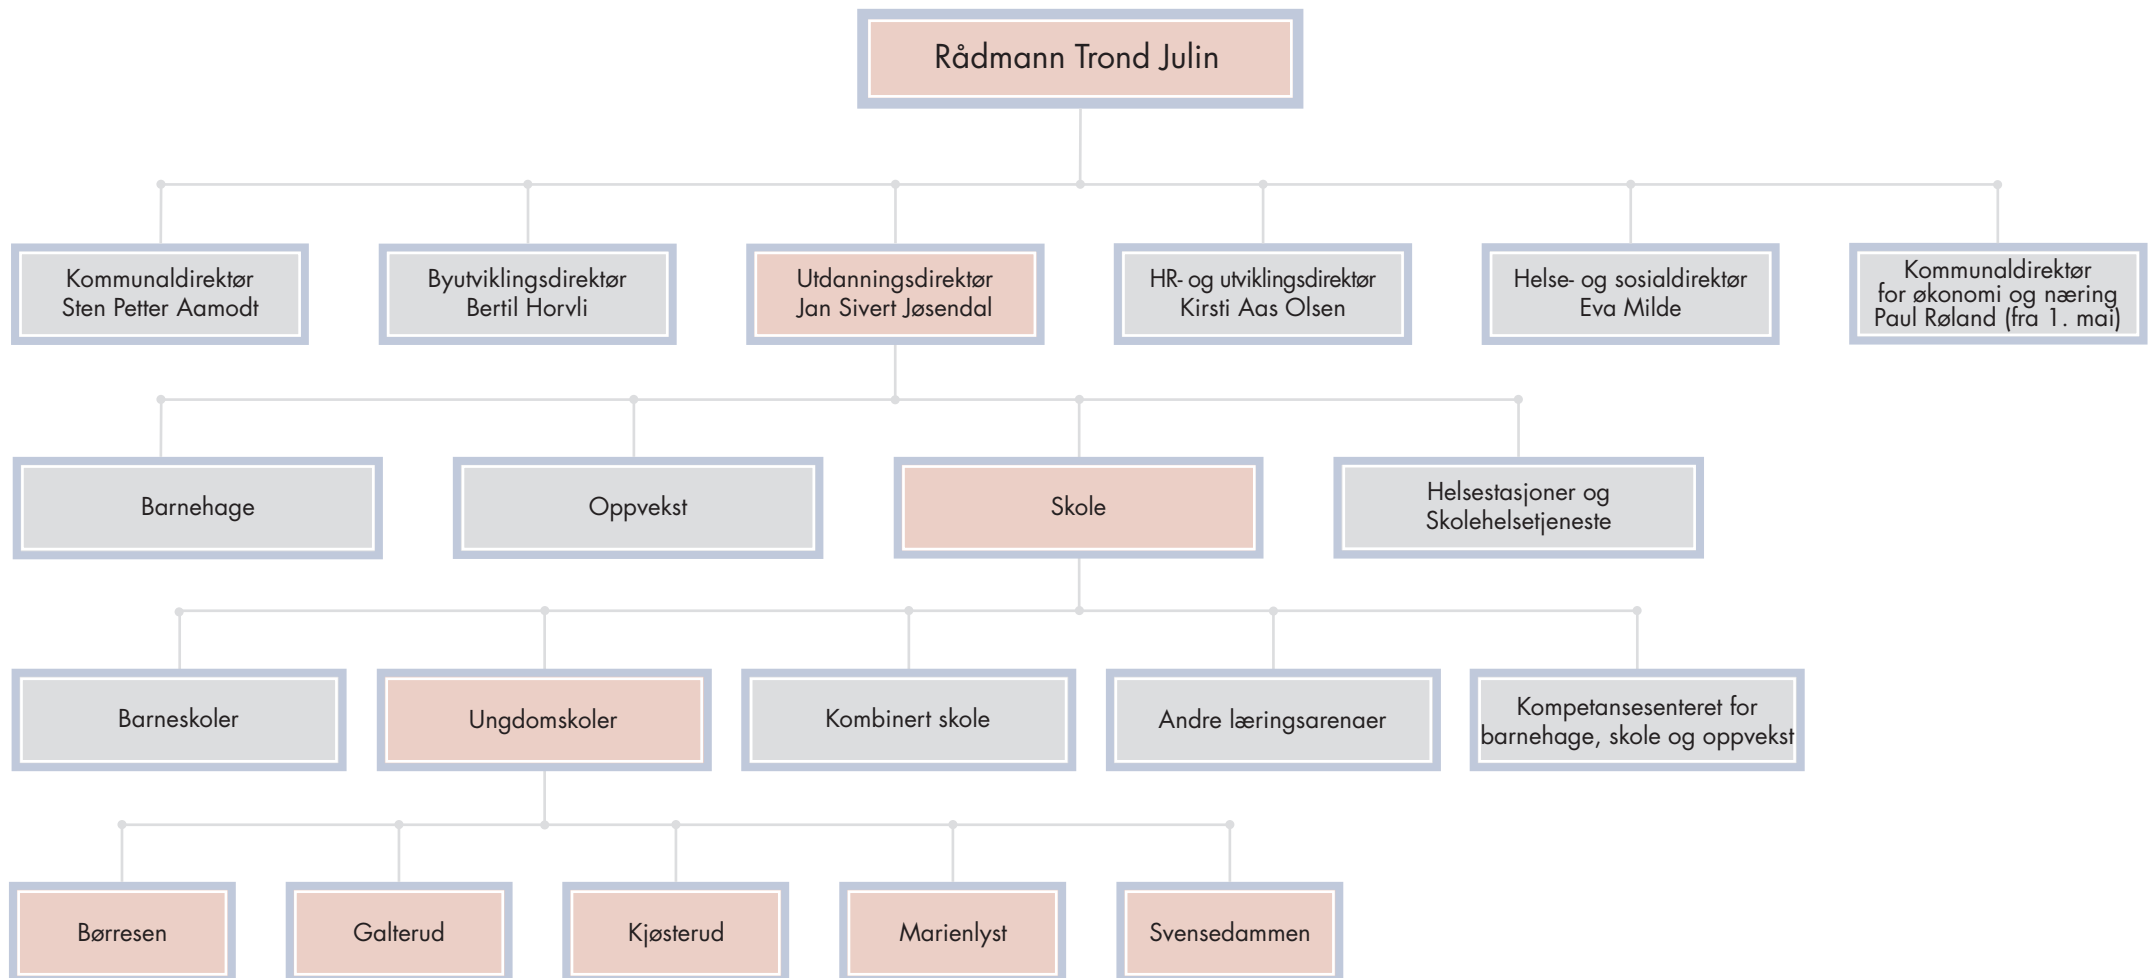 Rådmann Trond Julin
Kommunaldirektør
Sten Petter Aamodt
Byutviklingsdirektør
Bertil Horvli
Utdanningsdirektør
Jan Sivert Jøsendal
HR- og utviklingsdirektør
Kirsti Aas Olsen
Helse- og sosialdirektør
Eva Milde
Kommunaldirektør
for økonomi og næring
Paul Røland (fra 1. mai)
Barnehage
Oppvekst
Skole
Helsestasjoner og
Skolehelsetjeneste
Barneskoler
Ungdomskoler
Kombinert skole
Andre læringsarenaer
Kompetansesenteret for
barnehage, skole og oppvekst
Børresen
Galterud
Kjøsterud
Marienlyst
Svensedammen